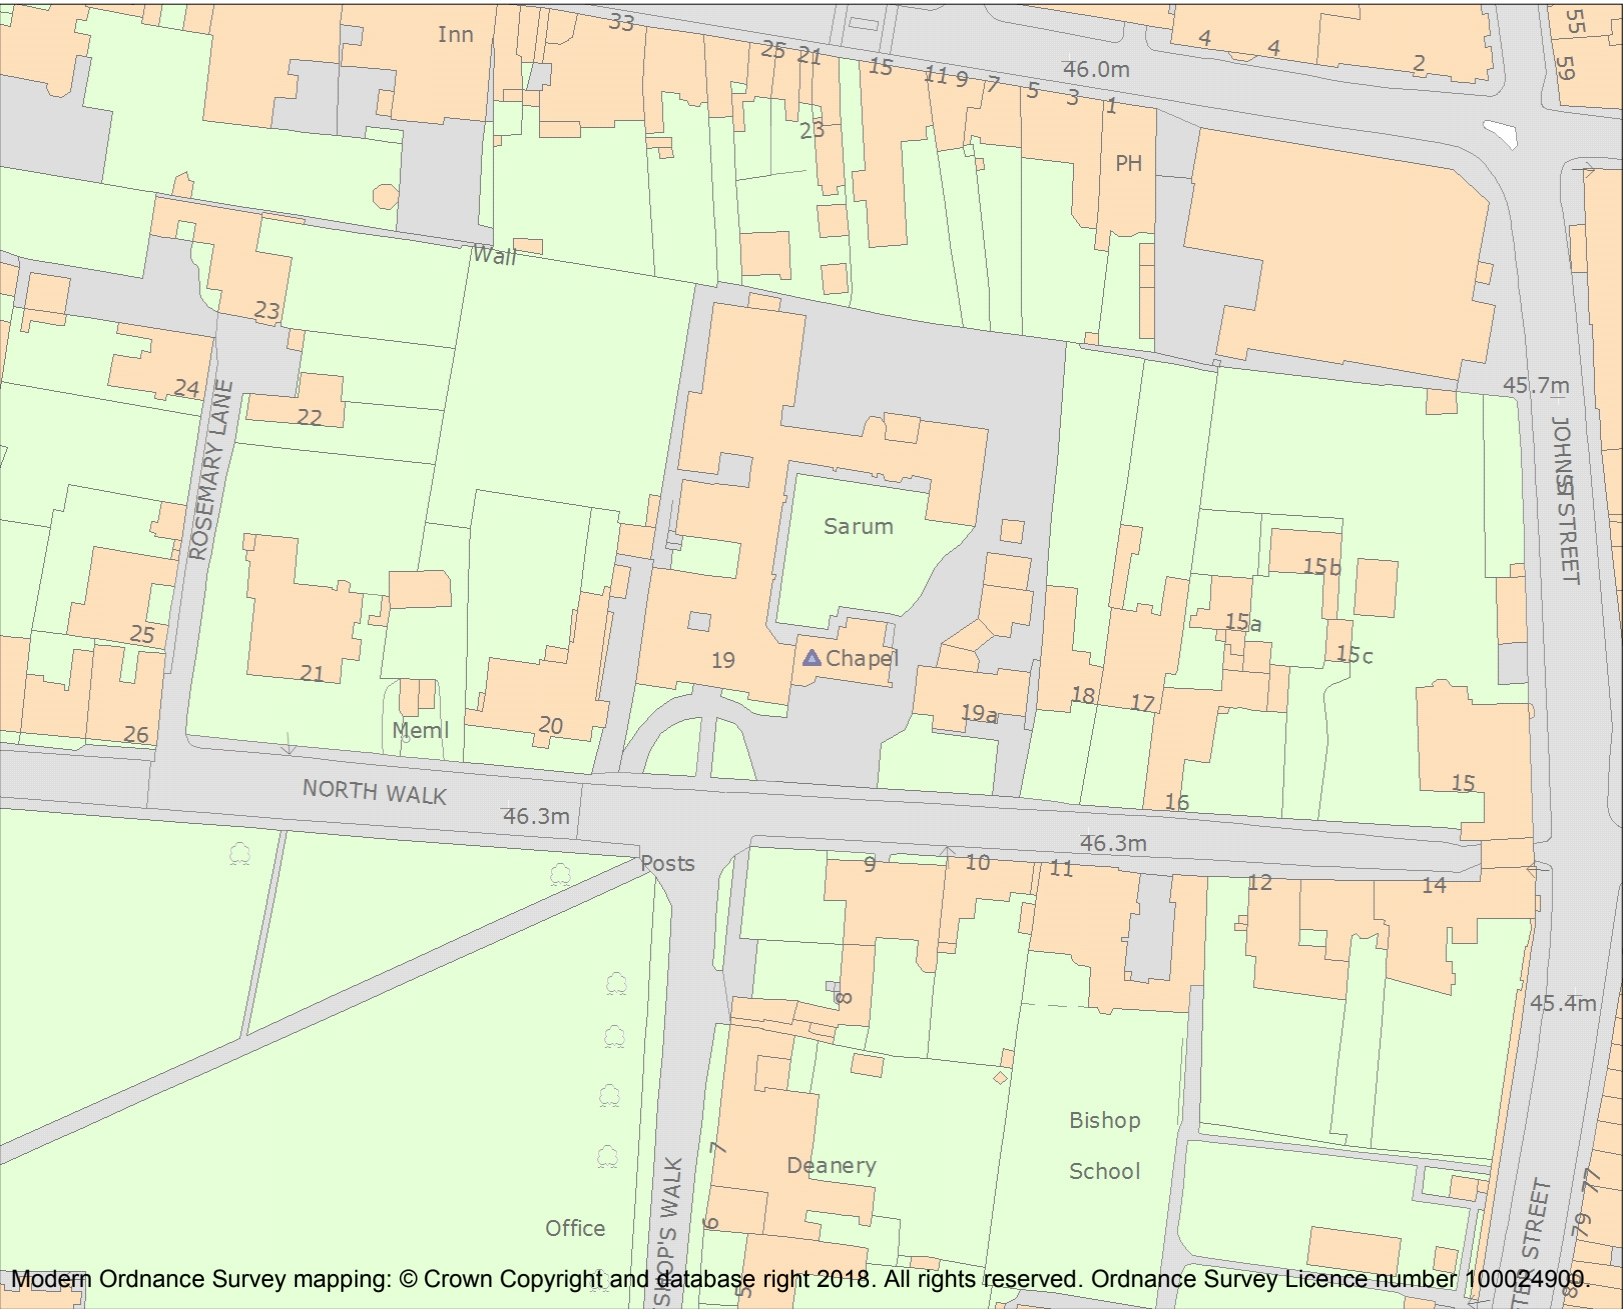 Inn
33
25 21
15
11 9 7 5 3 1
46.0m
4 4 2
55
59
23
PH
Wall
23
24
22
ROSEMARY LANE
45.7m
JOHN STREET
Sarum
15b
15a
15c
25
21
19
Chapel
18 17
19a
20
Meml
26
15
16
NORTH WALK
46.3m
46.3m
Posts
9 10 11
12 14
8
45.4m
Bishop
School
7
Deanery
6
Office
77
79
5
Modern Ordnance Survey mapping: © Crown Copyright and database right 2018. All rights reserved. Ordnance Survey Licence number 100024900.